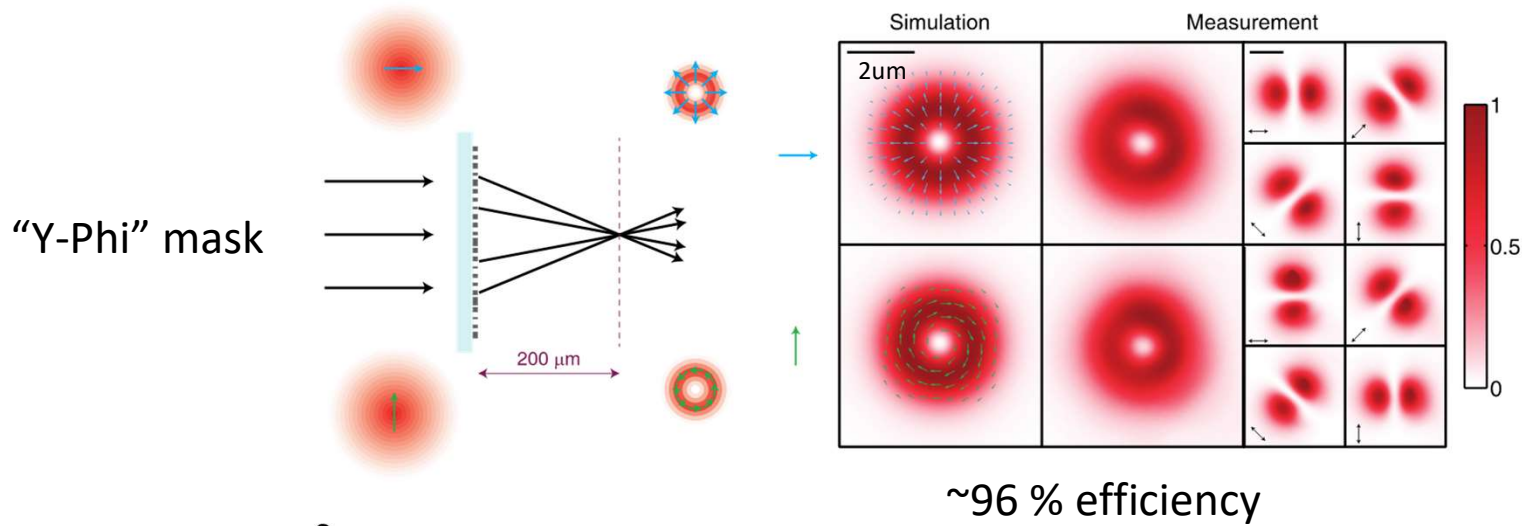 Simulation
Measurement
2um
"Y-Phi" mask
200 μm
1
0.5
0
~96 % efficiency